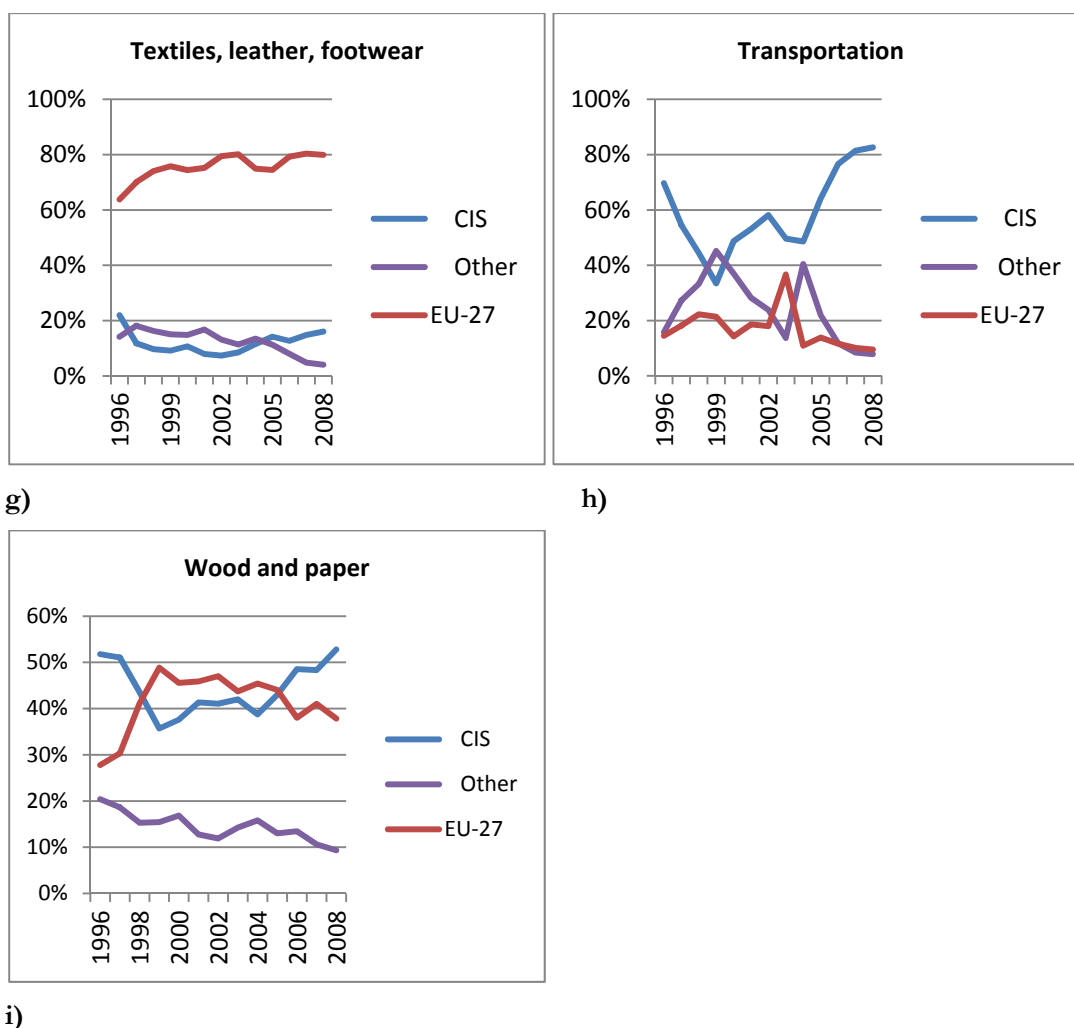 Textiles, leather, footwear
100%
80%
60%
40%
20%
0%
1996
1999
2002
2005
2008
CIS
Other
EU-27
g)
Transportation
100%
80%
60%
40%
20%
0%
1996
1999
2002
2005
2008
CIS
Other
EU-27
h)
Wood and paper
60%
50%
40%
30%
20%
10%
0%
1996
1998
2000
2002
2004
2006
2008
CIS
Other
EU-27
i)